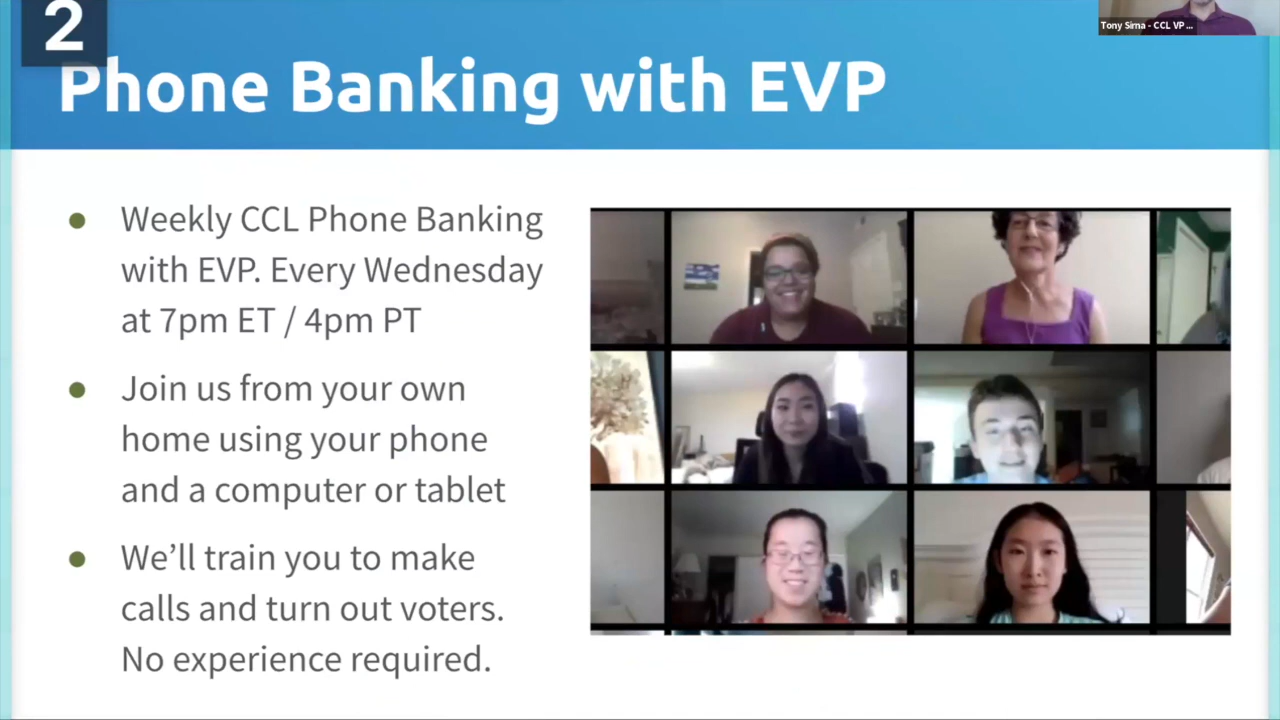 2
Tony Sirna - CCL VP ...
Phone Banking with EVP
● Weekly CCL Phone Banking
with EVP. Every Wednesday
at 7pm ET / 4pm PT
● Join us from your own
home using your phone
and a computer or tablet
● We’ll train you to make
calls and turn out voters.
No experience required.